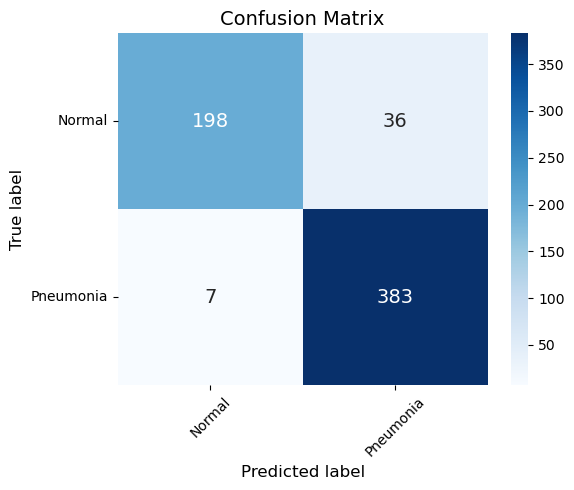 Confusion Matrix
True label
Normal
198
36
Pneumonia
7
383
Normal
Pneumonia
Predicted label
350
300
250
200
150
100
50